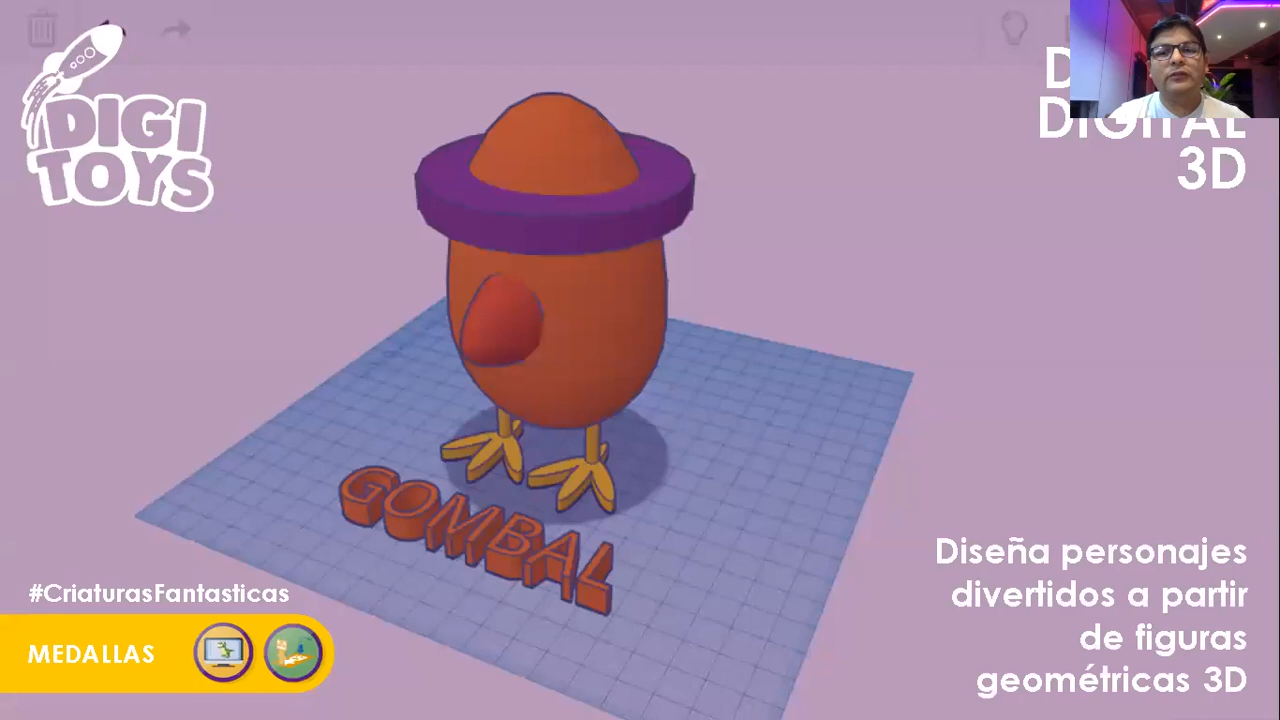 DIGI
TOYS
DIGITAL
3D
GOMBAL
#CriaturasFantasticas
MEDALLAS
Diseña personajes
divertidos a partir
de figuras
geométricas 3D